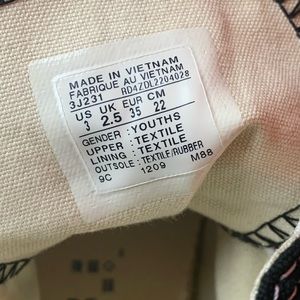 MADE IN VIETNAM
FABRIQUE AU VIETNAM
3J231 RD4ZDL2204028
US UK EUR CM
3 2.5 35 22
GENDER : YOUTHS
UPPER : TEXTILE
LINING : TEXTILE
OUTSOLE : TEXTILE/RUBBER
9C 1209 M88